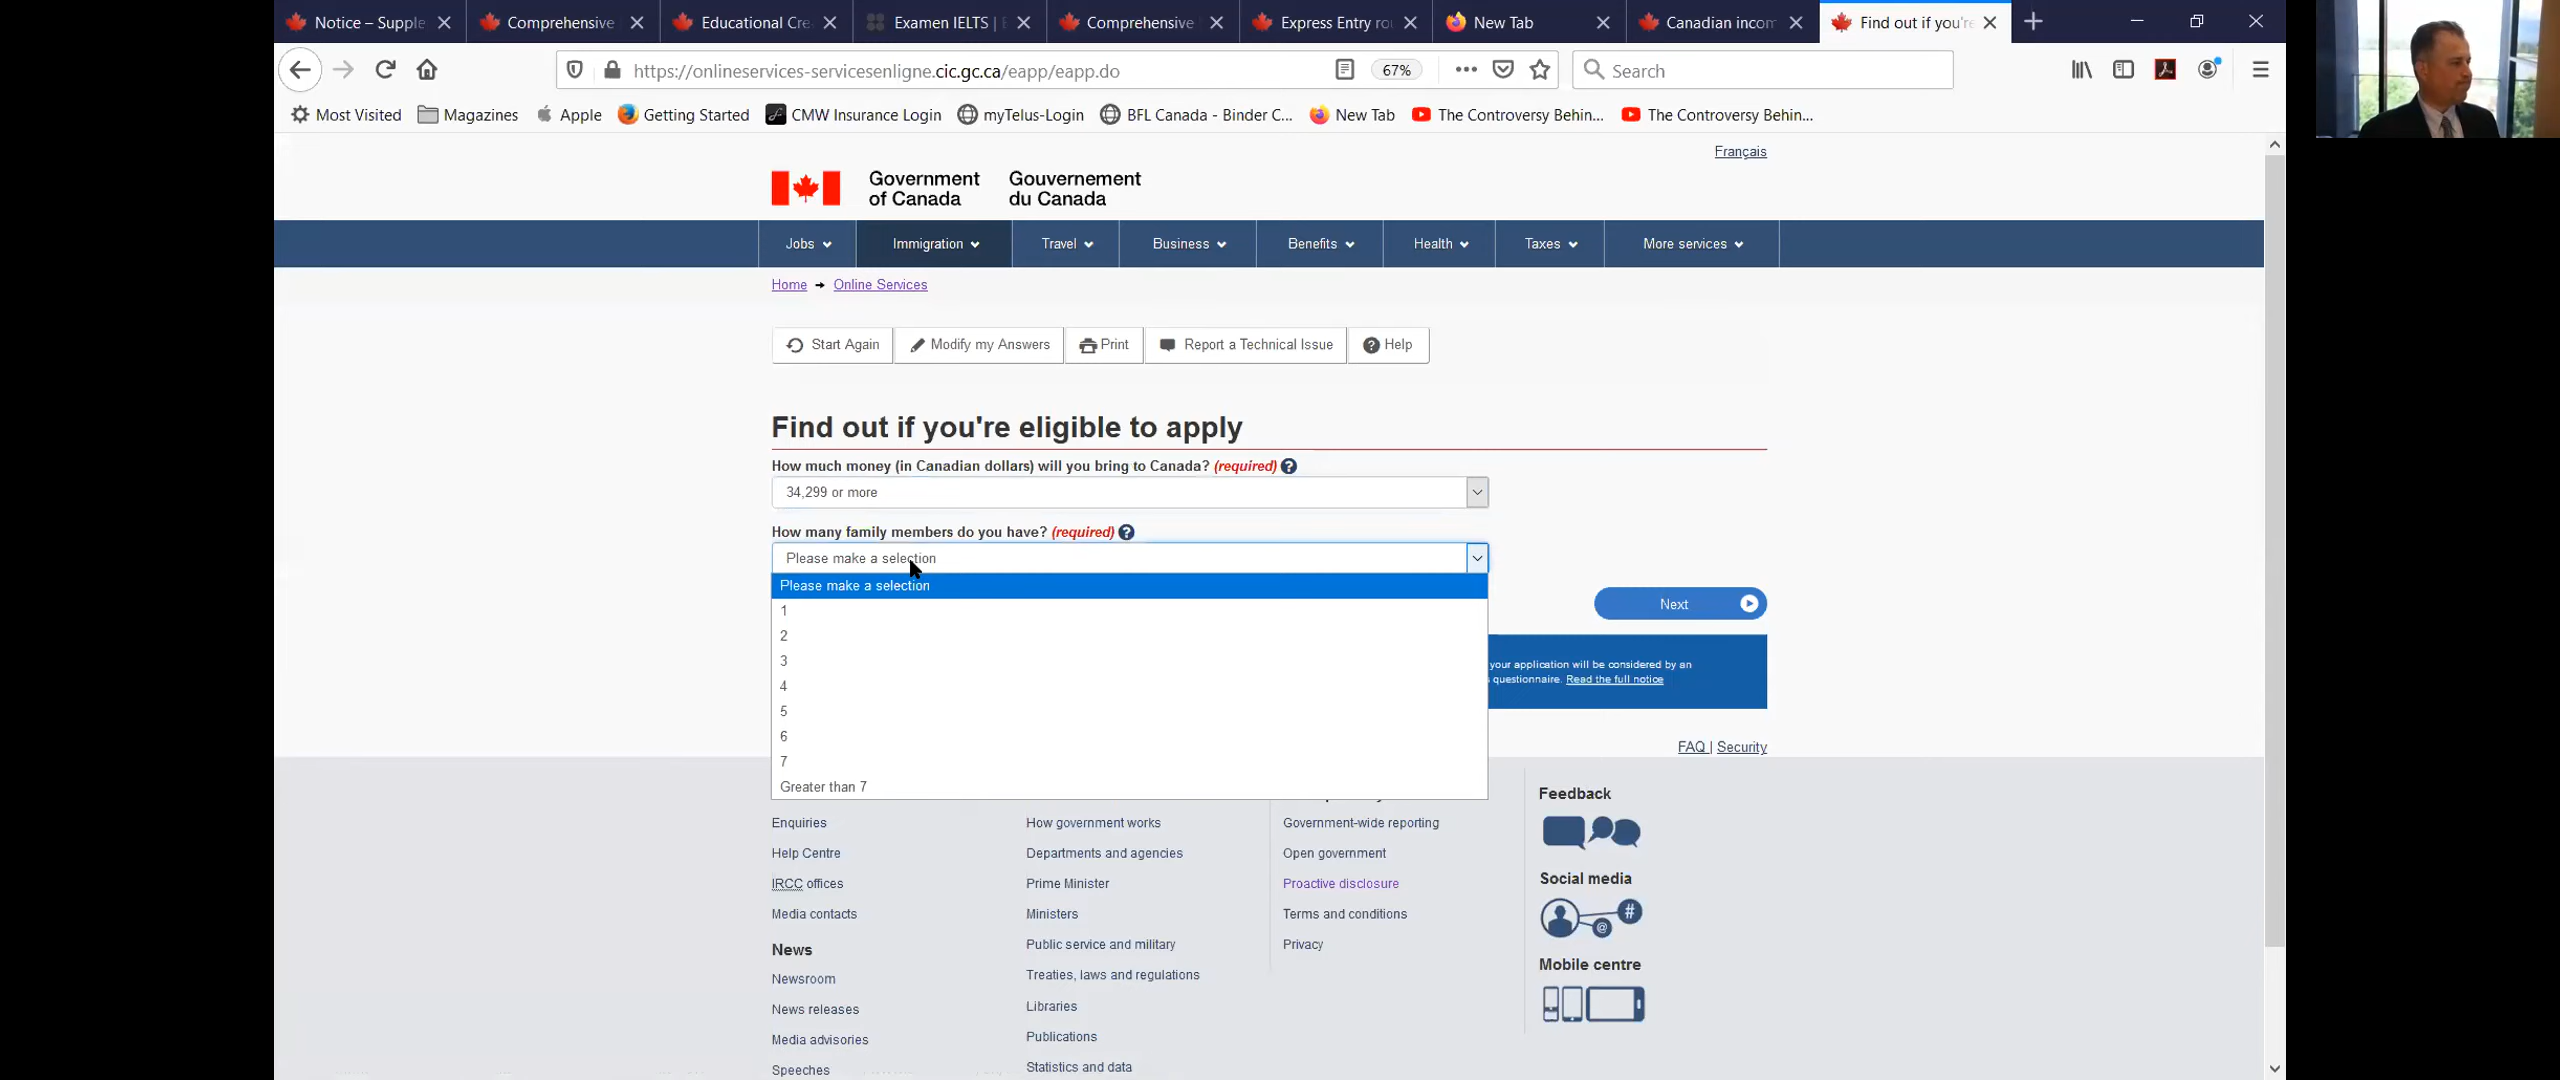 Notice – Supple
Comprehensive
Educational Cre
Examen IELTS | E
Comprehensive
Express Entry rou
New Tab
Canadian incom
Find out if you're
https://onlineservices-servicesenligne.cic.gc.ca/eapp/eapp.do
67%
Search
Most Visited
Magazines
Apple
Getting Started
CMW Insurance Login
myTelus-Login
BFL Canada - Binder C...
New Tab
The Controversy Behin...
The Controversy Behin...
Français
Government of Canada
Gouvernement du Canada
Jobs
Immigration
Travel
Business
Benefits
Health
Taxes
More services
Home
Online Services
Start Again
Modify my Answers
Print
Report a Technical Issue
Help
Find out if you're eligible to apply
How much money (in Canadian dollars) will you bring to Canada? (required)
34,299 or more
How many family members do you have? (required)
Please make a selection
Please make a selection
1
2
3
4
5
6
7
Greater than 7
Next
your application will be considered by an
questionnaire. Read the full notice
FAQ | Security
Enquiries
Help Centre
IRCC offices
Media contacts
News
Newsroom
News releases
Media advisories
Speeches
How government works
Departments and agencies
Prime Minister
Ministers
Public service and military
Treaties, laws and regulations
Libraries
Publications
Statistics and data
Government-wide reporting
Open government
Proactive disclosure
Terms and conditions
Privacy
Feedback
Social media
Mobile centre